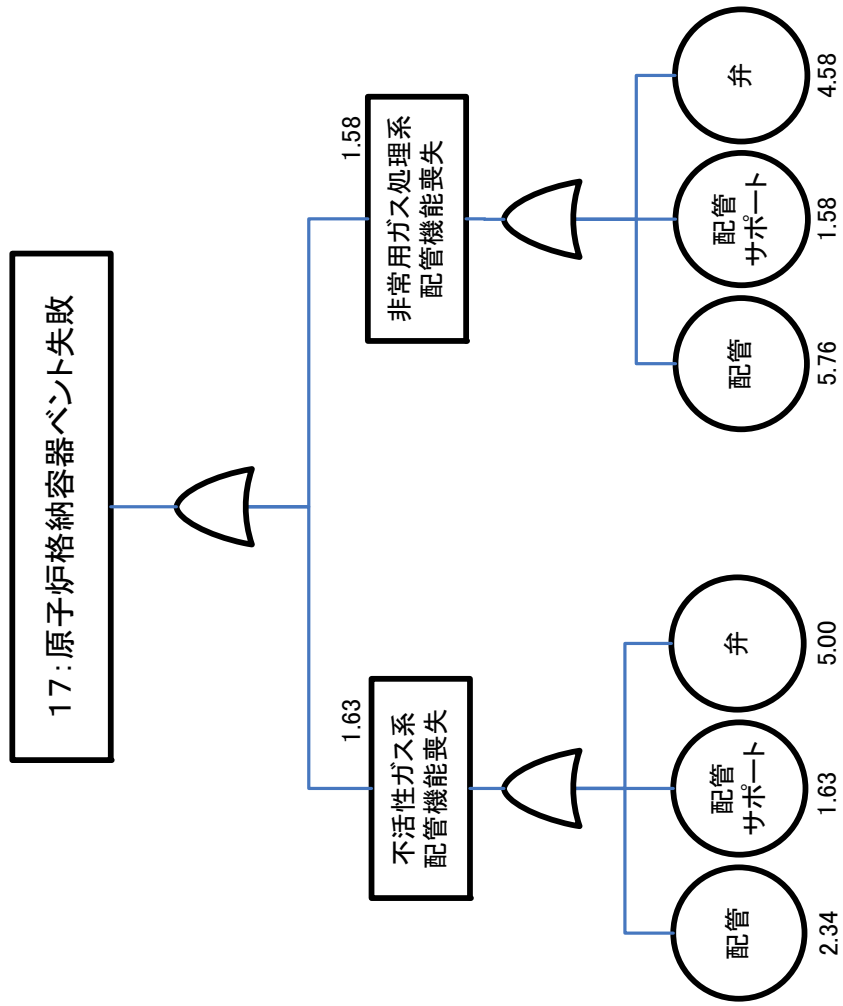 17:原子炉格納容器ベント失敗
1.63
不活性ガス系
配管機能喪失
1.58
非常用ガス処理系
配管機能喪失
配管
2.34
配管
サポート
1.63
弁
5.00
配管
5.76
配管
サポート
1.58
弁
4.58